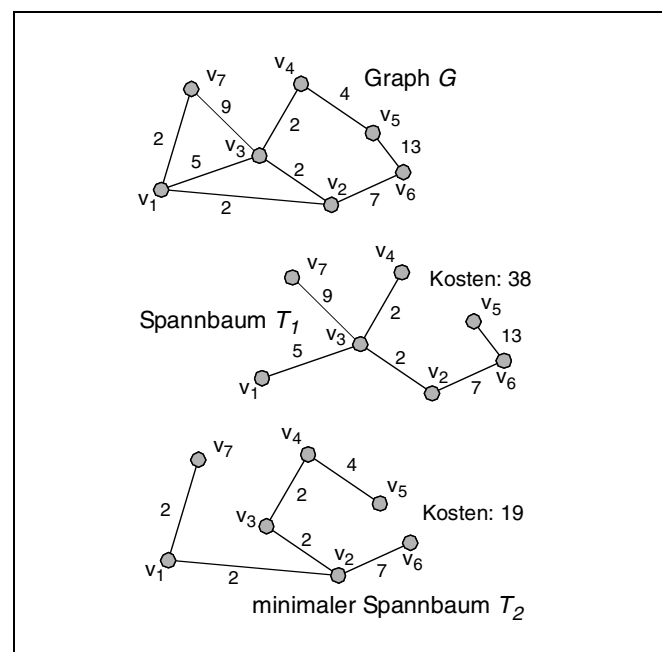 v4
v7
Graph G
9
4
2
v5
2
v3
13
5
2
v2
v6
v1
2
7
v7
v4
Kosten: 38
9
v5
2
Spannbaum T1
v3
13
5
2
v2
v1
7
v6
v4
v7
4
v5
2
2
v3
Kosten: 19
2
v2
v6
v1
2
7
minimaler Spannbaum T2